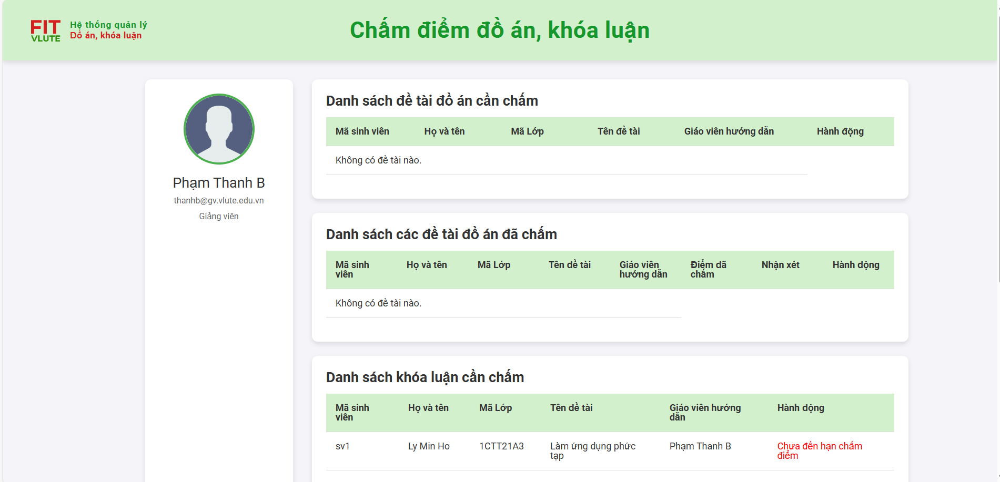 FIT
VLUTE
Hệ thống quản lý
Đồ án, khóa luận
Chấm điểm đồ án, khóa luận
Phạm Thanh B
thanhb@gv.vlute.edu.vn
Giảng viên
Danh sách đề tài đồ án cần chấm
Mã sinh viên Họ và tên Mã Lớp Tên đề tài Giáo viên hướng dẫn Hành động
Không có đề tài nào.
Danh sách các đề tài đồ án đã chấm
Mã sinh viên Họ và tên Mã Lớp Tên đề tài Giáo viên hướng dẫn Điểm đã chấm Nhận xét Hành động
Không có đề tài nào.
Danh sách khóa luận cần chấm
Mã sinh viên Họ và tên Mã Lớp Tên đề tài Giáo viên hướng dẫn Hành động
sv1 Ly Min Ho 1CTT21A3 Làm ứng dụng phức tạp Phạm Thanh B Chưa đến hạn chấm điểm